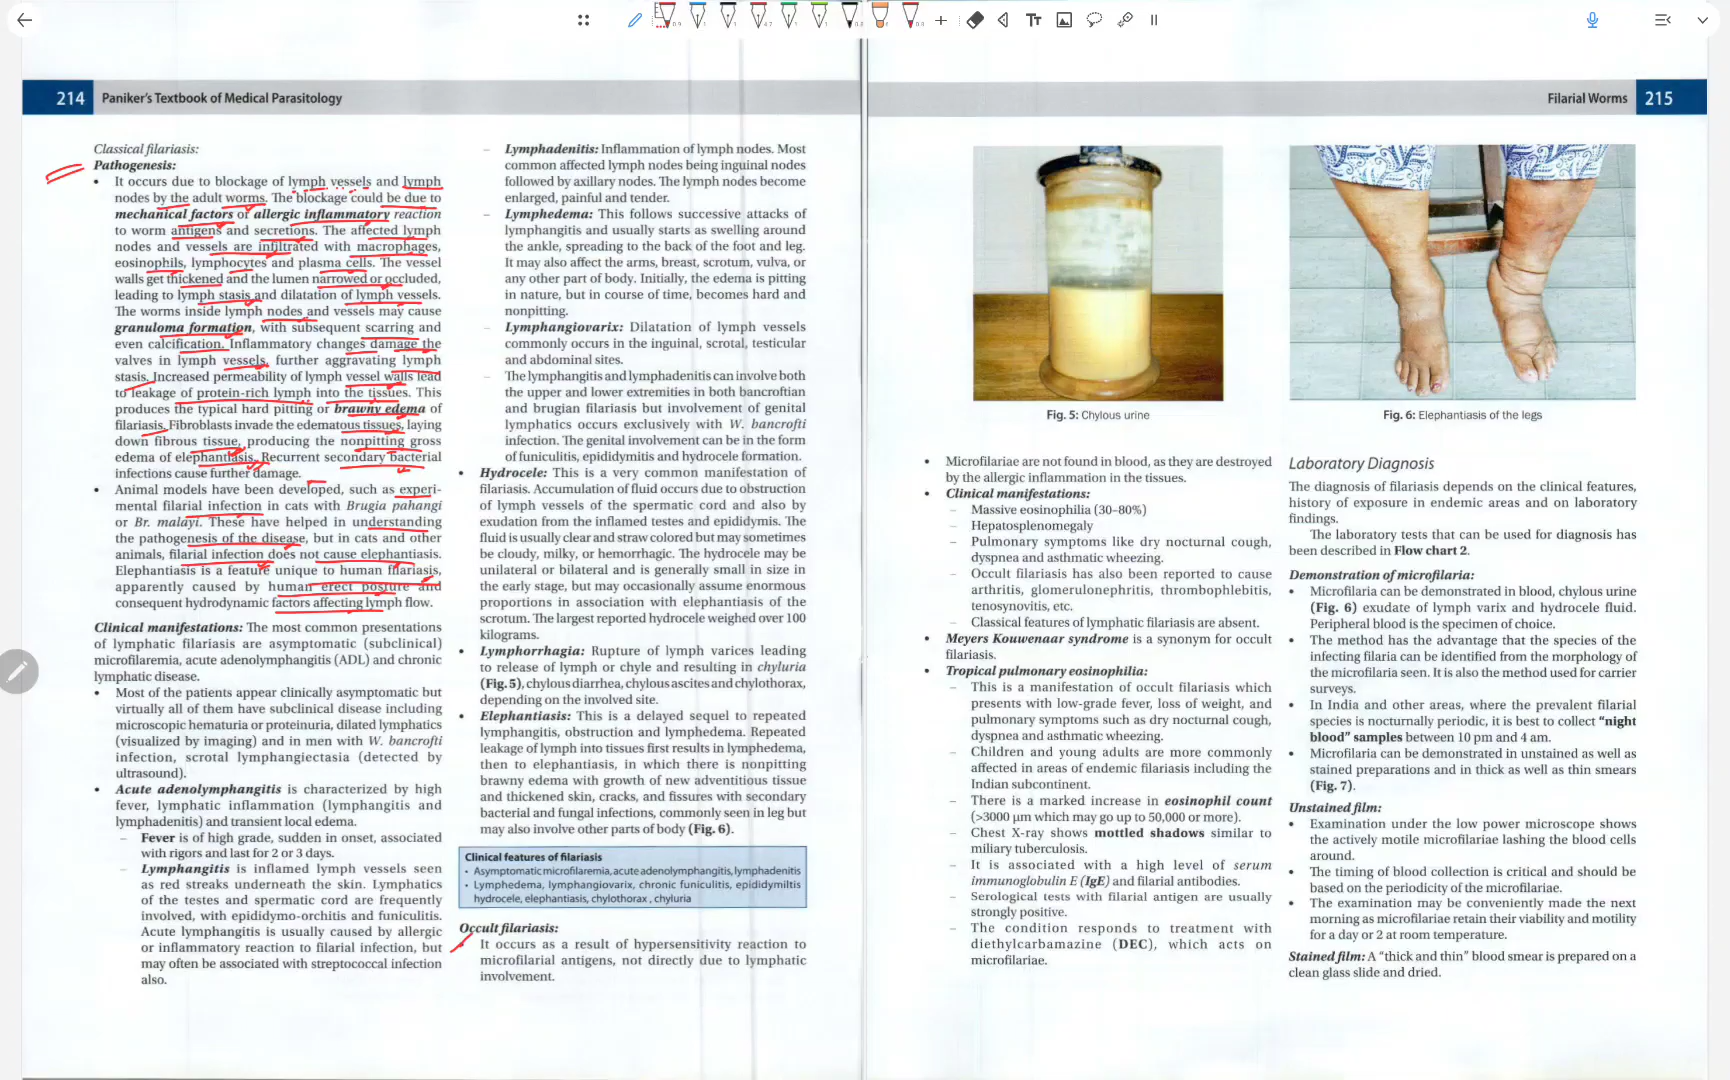 214 Paniker's Textbook of Medical Parasitology
Classical filariasis:
Pathogenesis:
• It occurs due to blockage of lymph vessels and lymph
nodes by the adult worms. The blockage could be due to
mechanical factors or allergic inflammatory reaction
to worm antigens and secretions. The affected lymph
nodes and vessels are infiltrated with macrophages,
eosinophils, lymphocytes and plasma cells. The vessel
walls get thickened and the lumen narrowed or occluded,
leading to lymph stasis and dilatation of lymph vessels.
The worms inside lymph nodes and vessels may cause
granuloma formation, with subsequent scarring and
even calcification. Inflammatory changes damage the
valves in lymph vessels, further aggravating lymph
stasis. Increased permeability of lymph vessel walls lead
to leakage of protein-rich lymph into the tissues. This
produces the typical hard pitting or brawny edema of
filariasis. Fibroblasts invade the edematous tissues, laying
down fibrous tissue, producing the nonpitting gross
edema of elephantiasis. Recurrent secondary bacterial
infections cause further damage.
• Animal models have been developed, such as experi-
mental filarial infection in cats with Brugia pahangi
or Br. malayi. These have helped in understanding
the pathogenesis of the disease, but in cats and other
animals, filarial infection does not cause elephantiasis.
Elephantiasis is a feature unique to human filariasis,
apparently caused by human erect posture and
consequent hydrodynamic factors affecting lymph flow.
Clinical manifestations: The most common presentations
of lymphatic filariasis are asymptomatic (subclinical)
microfilaremia, acute adenolymphangitis (ADL) and chronic
lymphatic disease.
• Most of the patients appear clinically asymptomatic but
virtually all of them have subclinical disease including
microscopic hematuria or proteinuria, dilated lymphatics
(visualized by imaging) and in men with W. bancrofti
infection, scrotal lymphangiectasia (detected by
ultrasound).
• Acute adenolymphangitis is characterized by high
fever, lymphatic inflammation (lymphangitis and
lymphadenitis) and transient local edema.
– Fever is of high grade, sudden in onset, associated
with rigors and last for 2 or 3 days.
– Lymphangitis is inflamed lymph vessels seen
as red streaks underneath the skin. Lymphatics
of the testes and spermatic cord are frequently
involved, with epididymo-orchitis and funiculitis.
Acute lymphangitis is usually caused by allergic
or inflammatory reaction to filarial infection, but
may often be associated with streptococcal infection
also.
– Lymphadenitis: Inflammation of lymph nodes. Most
common affected lymph nodes being inguinal nodes
followed by axillary nodes. The lymph nodes become
enlarged, painful and tender.
– Lymphedema: This follows successive attacks of
lymphangitis and usually starts as swelling around
the ankle, spreading to the back of the foot and leg.
It may also affect the arms, breast, scrotum, vulva, or
any other part of body. Initially, the edema is pitting
in nature, but in course of time, becomes hard and
nonpitting.
– Lymphangiovarix: Dilatation of lymph vessels
commonly occurs in the inguinal, scrotal, testicular
and abdominal sites.
– The lymphangitis and lymphadenitis can involve both
the upper and lower extremities in both bancroftian
and brugian filariasis but involvement of genital
lymphatics occurs exclusively with W. bancrofti
infection. The genital involvement can be in the form
of funiculitis, epididymitis and hydrocele formation.
• Hydrocele: This is a very common manifestation of
filariasis. Accumulation of fluid occurs due to obstruction
of lymph vessels of the spermatic cord and also by
exudation from the inflamed testes and epididymis. The
fluid is usually clear and straw colored but may sometimes
be cloudy, milky, or hemorrhagic. The hydrocele may be
unilateral or bilateral and is generally small in size in
the early stage, but may occasionally assume enormous
proportions in association with elephantiasis of the
scrotum. The largest reported hydrocele weighed over 100
kilograms.
• Lymphorrhagia: Rupture of lymph varices leading
to release of lymph or chyle and resulting in chyluria
(Fig. 5), chylous diarrhea, chylous ascites and chylothorax,
depending on the involved site.
• Elephantiasis: This is a delayed sequel to repeated
lymphangitis, obstruction and lymphedema. Repeated
leakage of lymph into tissues first results in lymphedema,
then to elephantiasis, in which there is nonpitting
brawny edema with growth of new adventitious tissue
and thickened skin, cracks, and fissures with secondary
bacterial and fungal infections, commonly seen in leg but
may also involve other parts of body (Fig. 6).
Clinical features of filariasis
• Asymptomatic microfilaremia, acute adenolymphangitis, lymphadenitis
• Lymphedema, lymphangiovarix, chronic funiculitis, epididymiltis
hydrocele, elephantiasis, chylothorax , chyluria
Occult filariasis:
It occurs as a result of hypersensitivity reaction to
microfilarial antigens, not directly due to lymphatic
involvement.
Filarial Worms 215
Fig. 5: Chylous urine
• Microfilariae are not found in blood, as they are destroyed
by the allergic inflammation in the tissues.
• Clinical manifestations:
– Massive eosinophilia (30–80%)
– Hepatosplenomegaly
– Pulmonary symptoms like dry nocturnal cough,
dyspnea and asthmatic wheezing.
– Occult filariasis has also been reported to cause
arthritis, glomerulonephritis, thrombophlebitis,
tenosynovitis, etc.
– Classical features of lymphatic filariasis are absent.
• Meyers Kouwenaar syndrome is a synonym for occult
filariasis.
• Tropical pulmonary eosinophilia:
– This is a manifestation of occult filariasis which
presents with low-grade fever, loss of weight, and
pulmonary symptoms such as dry nocturnal cough,
dyspnea and asthmatic wheezing.
– Children and young adults are more commonly
affected in areas of endemic filariasis including the
Indian subcontinent.
– There is a marked increase in eosinophil count
(>3000 μm which may go up to 50,000 or more).
– Chest X-ray shows mottled shadows similar to
miliary tuberculosis.
– It is associated with a high level of serum
immunoglobulin E (IgE) and filarial antibodies.
– Serological tests with filarial antigen are usually
strongly positive.
– The condition responds to treatment with
diethylcarbamazine (DEC), which acts on
microfilariae.
Fig. 6: Elephantiasis of the legs
Laboratory Diagnosis
The diagnosis of filariasis depends on the clinical features,
history of exposure in endemic areas and on laboratory
findings.
The laboratory tests that can be used for diagnosis has
been described in Flow chart 2.
Demonstration of microfilaria:
• Microfilaria can be demonstrated in blood, chylous urine
(Fig. 6) exudate of lymph varix and hydrocele fluid.
Peripheral blood is the specimen of choice.
• The method has the advantage that the species of the
infecting filaria can be identified from the morphology of
the microfilaria seen. It is also the method used for carrier
surveys.
• In India and other areas, where the prevalent filarial
species is nocturnally periodic, it is best to collect "night
blood" samples between 10 pm and 4 am.
• Microfilaria can be demonstrated in unstained as well as
stained preparations and in thick as well as thin smears
(Fig. 7).
Unstained film:
• Examination under the low power microscope shows
the actively motile microfilariae lashing the blood cells
around.
• The timing of blood collection is critical and should be
based on the periodicity of the microfilariae.
• The examination may be conveniently made the next
morning as microfilariae retain their viability and motility
for a day or 2 at room temperature.
Stained film: A "thick and thin" blood smear is prepared on a
clean glass slide and dried.